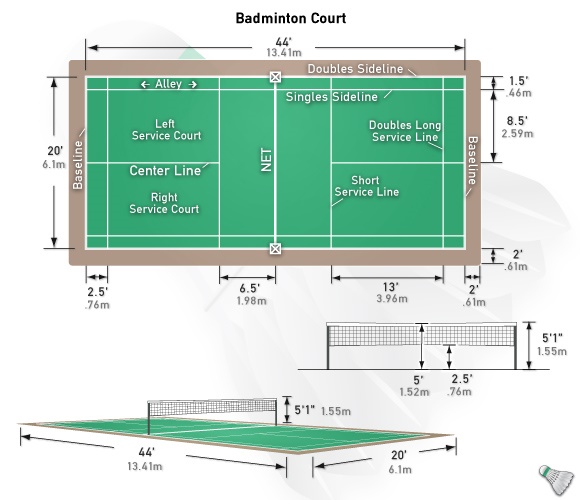 Badminton Court
44'
13.41m
Doubles Sideline
Alley
Singles Sideline
1.5'
.46m
Left
Service Court
Doubles Long
Service Line
8.5'
2.59m
20'
6.1m
Baseline
Center Line
NET
Baseline
Right
Service Court
Short
Service Line
2'
.61m
2.5'
.76m
6.5'
1.98m
13'
3.96m
2'
.61m
5'1"
1.55m
5'
1.52m
2.5'
.76m
5'1" 1.55m
44'
13.41m
20'
6.1m